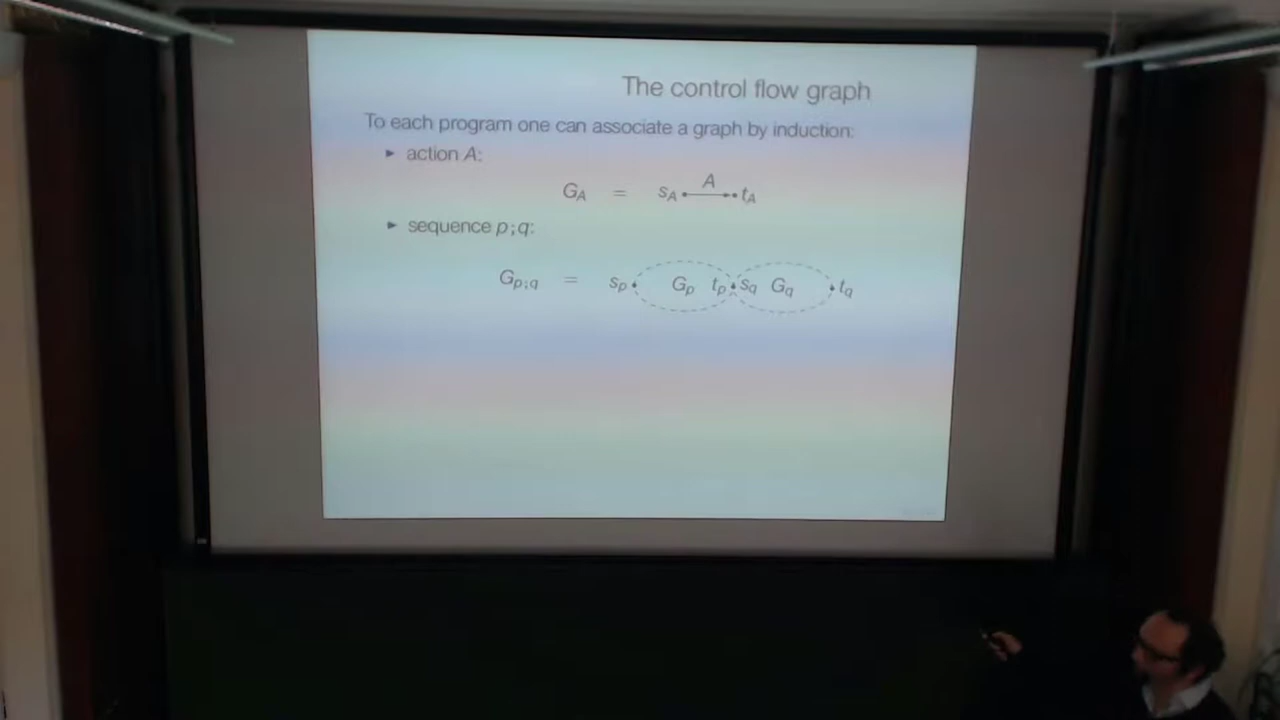 The control flow graph
To each program one can associate a graph by induction:
► action A:
G_A = s_A A t_A
► sequence p;q:
G_p;q = s_p G_p t_p s_q G_q t_q